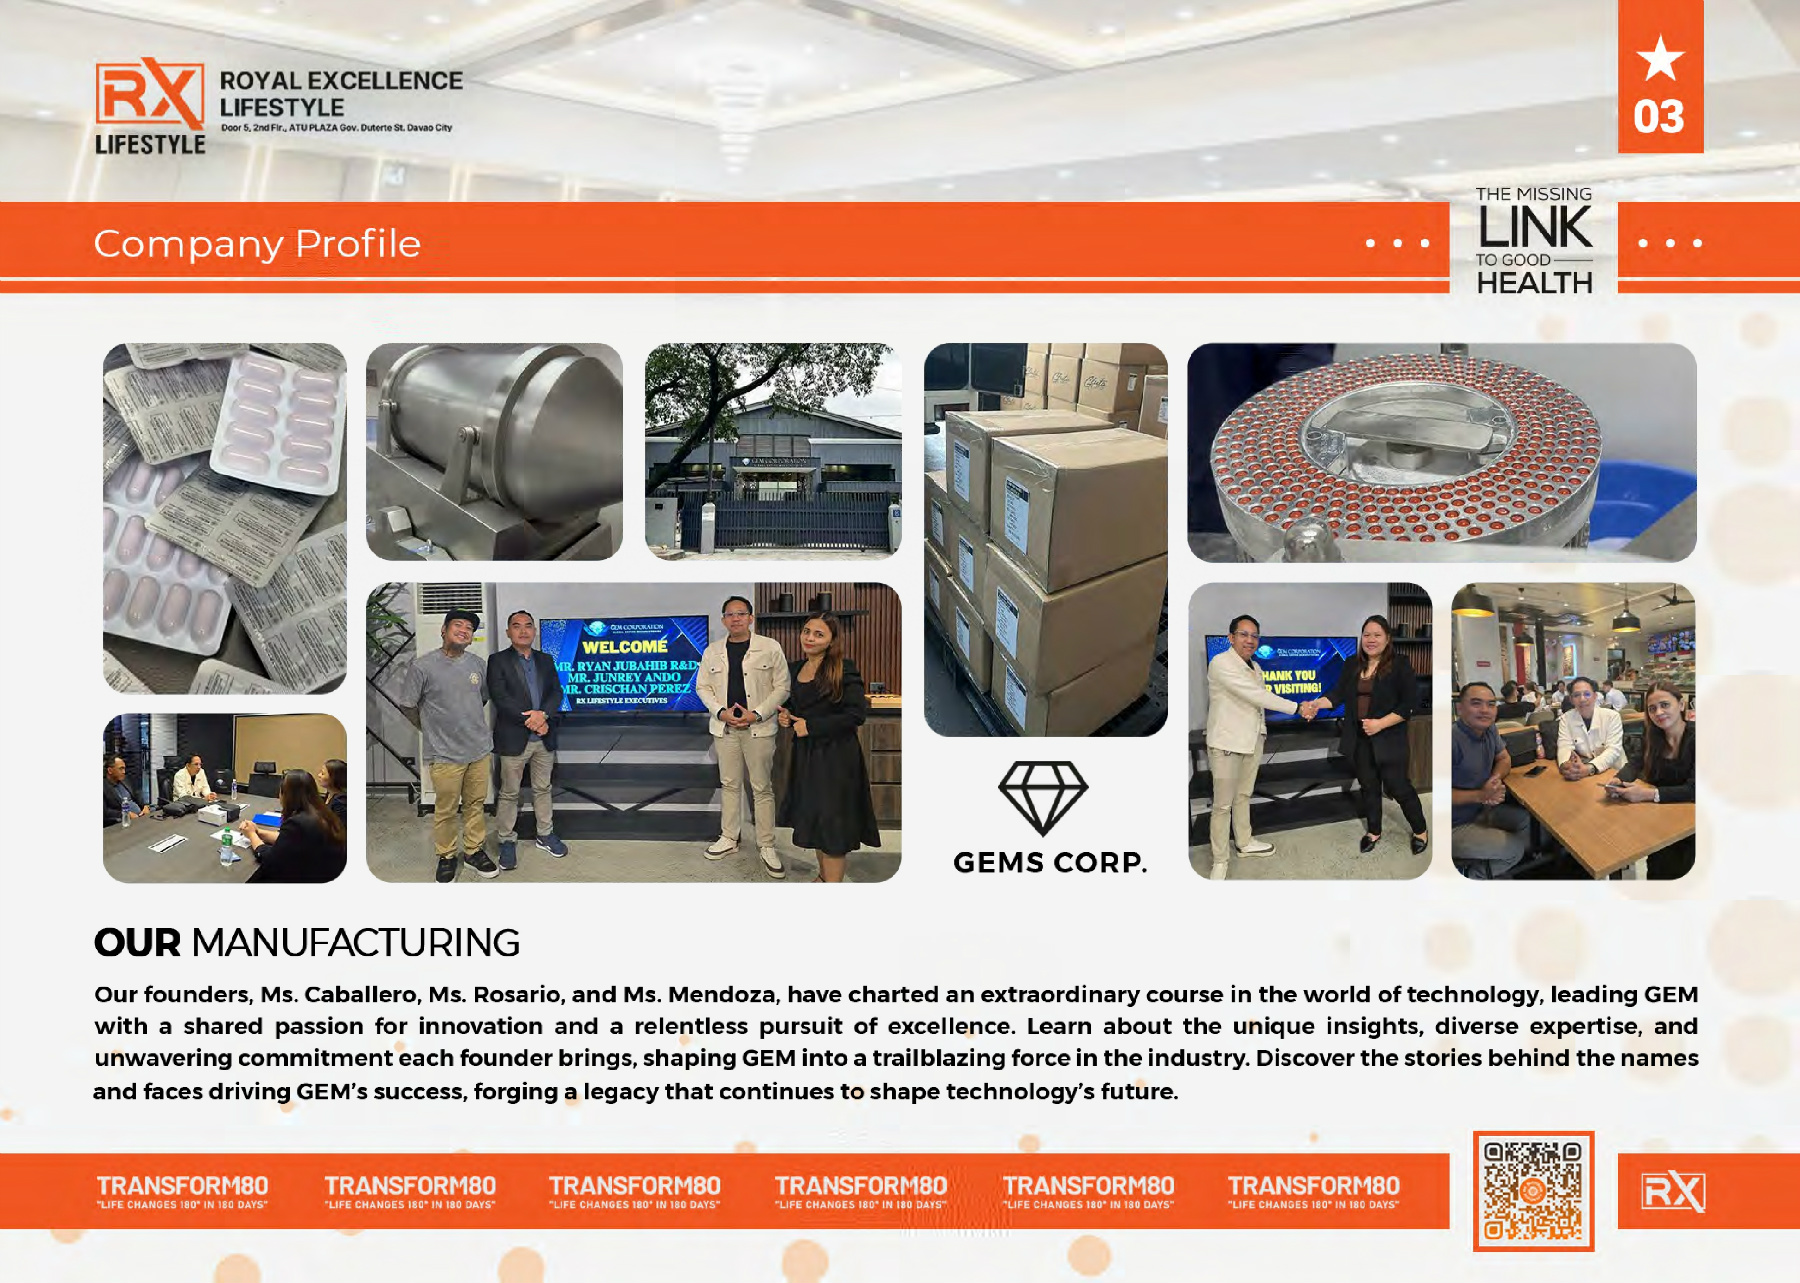 RX
LIFESTYLE
ROYAL EXCELLENCE
LIFESTYLE
Door 5, 2nd Flr., ATU PLAZA Gov. Duterte St. Davao City
03
Company Profile
THE MISSING
LINK
TO GOOD
HEALTH
GEM CORPORATION
GEM CORPORATION
WELCOME
MR. RYAN JUBAHIB R&D
MR. JUNREY ANDO
MR. CRISCHAN PEREZ
RX LIFESTYLE EXECUTIVES
GEM CORPORATION
HANK YOU
R VISITING!
GEMS CORP.
OUR MANUFACTURING
Our founders, Ms. Caballero, Ms. Rosario, and Ms. Mendoza, have charted an extraordinary course in the world of technology, leading GEM
with a shared passion for innovation and a relentless pursuit of excellence. Learn about the unique insights, diverse expertise, and
unwavering commitment each founder brings, shaping GEM into a trailblazing force in the industry. Discover the stories behind the names
and faces driving GEM's success, forging a legacy that continues to shape technology's future.
TRANSFORM80 TRANSFORM80 TRANSFORM80 TRANSFORM80 TRANSFORM80 TRANSFORM80
"LIFE CHANGES 180° IN 180 DAYS" "LIFE CHANGES 180° IN 180 DAYS" "LIFE CHANGES 180° IN 180 DAYS" "LIFE CHANGES 180° IN 180 DAYS" "LIFE CHANGES 180° IN 180 DAYS" "LIFE CHANGES 180° IN 180 DAYS"
RX